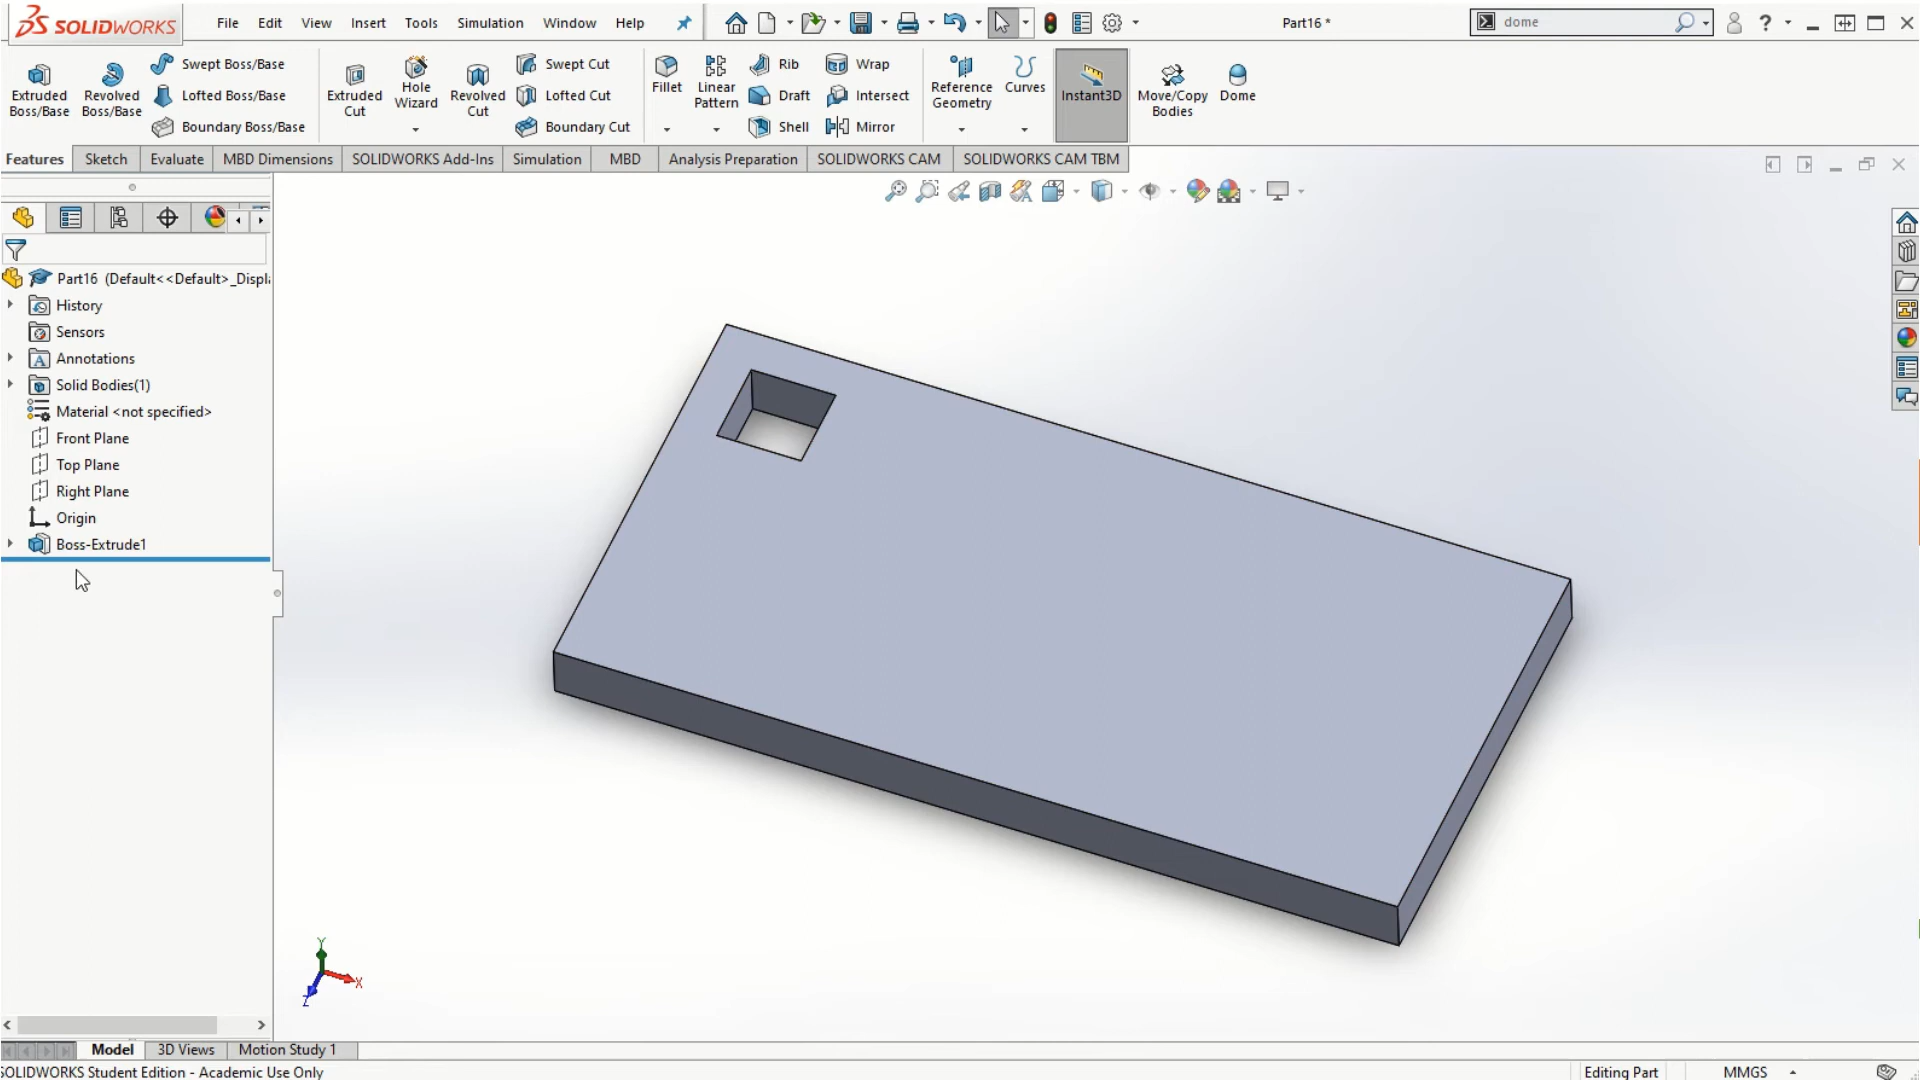 SOLIDWORKS File Edit View Insert Tools Simulation Window Help Part16 * dome
Extruded Boss/Base
Revolved Boss/Base
Swept Boss/Base
Lofted Boss/Base
Boundary Boss/Base
Extruded Cut
Hole Wizard
Revolved Cut
Swept Cut
Lofted Cut
Boundary Cut
Fillet
Linear Pattern
Rib
Draft
Shell
Wrap
Intersect
Mirror
Reference Geometry
Curves
Instant3D
Move/Copy Bodies
Dome
Features Sketch Evaluate MBD Dimensions SOLIDWORKS Add-Ins Simulation MBD Analysis Preparation SOLIDWORKS CAM SOLIDWORKS CAM TBM
Part16 (Default<<Default>_Displa
History
Sensors
Annotations
Solid Bodies(1)
Material <not specified>
Front Plane
Top Plane
Right Plane
Origin
Boss-Extrude1
Y
X
Z
Model 3D Views Motion Study 1
SOLIDWORKS Student Edition - Academic Use Only Editing Part MMGS